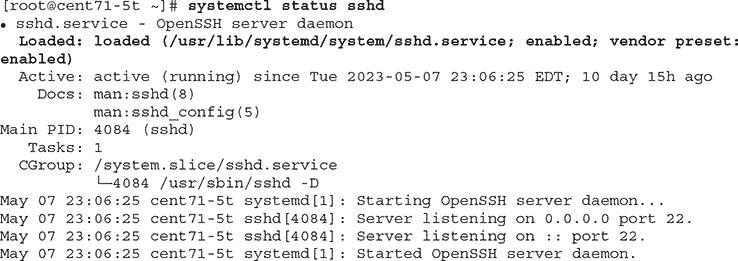 [root@cent71-5t ~]# systemctl status sshd
• sshd.service - OpenSSH server daemon
Loaded: loaded (/usr/lib/systemd/system/sshd.service; enabled; vendor preset:
enabled)
Active: active (running) since Tue 2023-05-07 23:06:25 EDT; 10 day 15h ago
Docs: man:sshd(8)
man:sshd_config(5)
Main PID: 4084 (sshd)
Tasks: 1
CGroup: /system.slice/sshd.service
└─4084 /usr/sbin/sshd -D
May 07 23:06:25 cent71-5t systemd[1]: Starting OpenSSH server daemon...
May 07 23:06:25 cent71-5t sshd[4084]: Server listening on 0.0.0.0 port 22.
May 07 23:06:25 cent71-5t sshd[4084]: Server listening on :: port 22.
May 07 23:06:25 cent71-5t systemd[1]: Started OpenSSH server daemon.